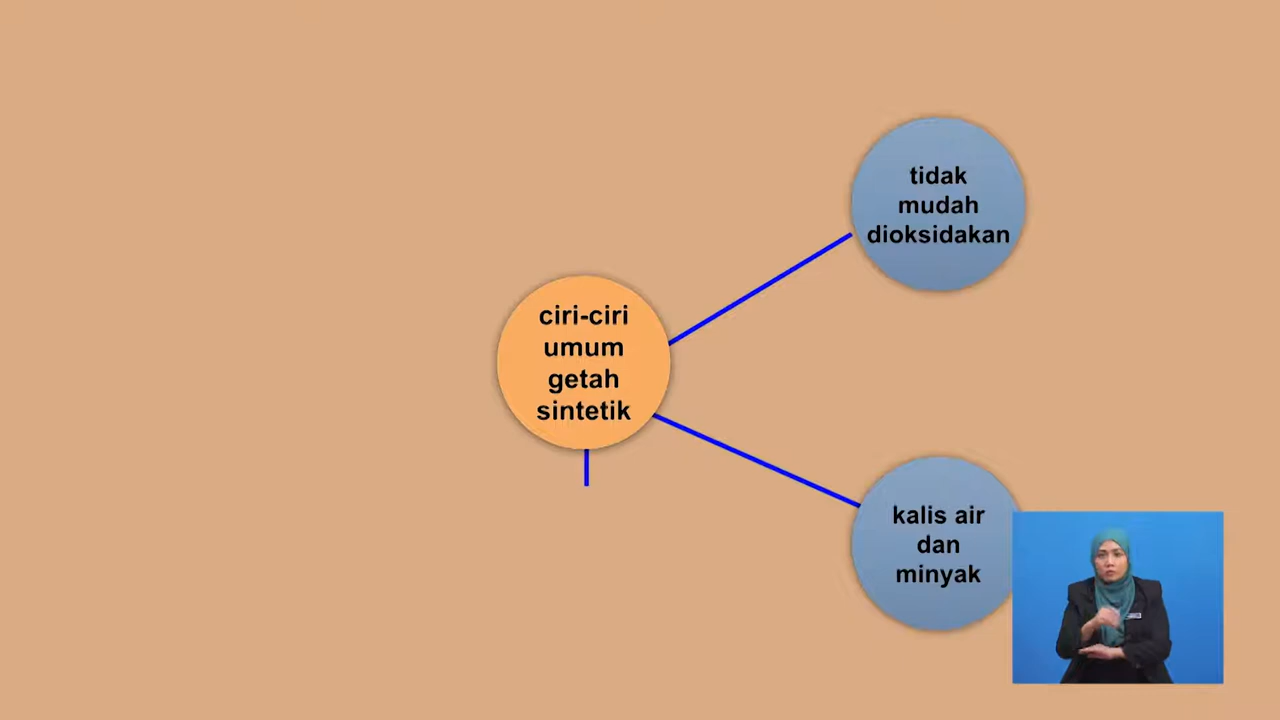 ciri-ciri
umum
getah
sintetik
tidak
mudah
dioksidakan
kalis air
dan
minyak